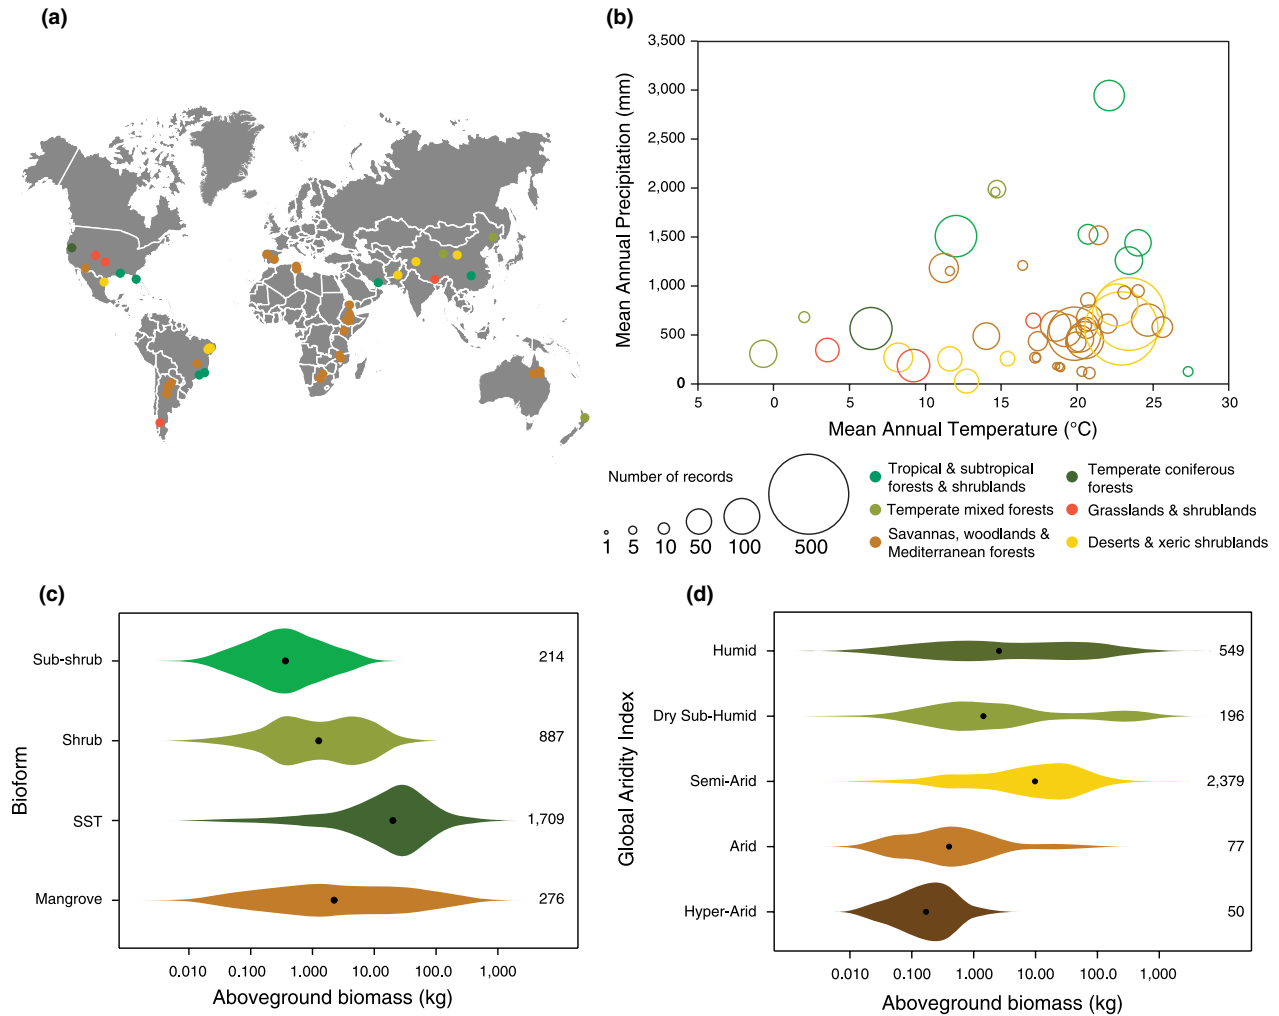 (a)
(b)
Mean Annual Precipitation (mm)
3,500
3,000
2,500
2,000
1,500
1,000
500
0
5
0
5
10
15
20
25
30
Mean Annual Temperature (°C)
Number of records
1
5
10
50
100
500
Tropical & subtropical
forests & shrublands
Temperate mixed forests
Savannas, woodlands &
Mediterranean forests
Temperate coniferous
forests
Grasslands & shrublands
Deserts & xeric shrublands
(c)
Bioform
Sub-shrub
214
Shrub
887
SST
1,709
Mangrove
276
0.010
0.100
1.000
10.00
100.0
1,000
Aboveground biomass (kg)
(d)
Global Aridity Index
Humid
549
Dry Sub-Humid
196
Semi-Arid
2,379
Arid
77
Hyper-Arid
50
0.010
0.100
1.000
10.00
100.0
1,000
Aboveground biomass (kg)